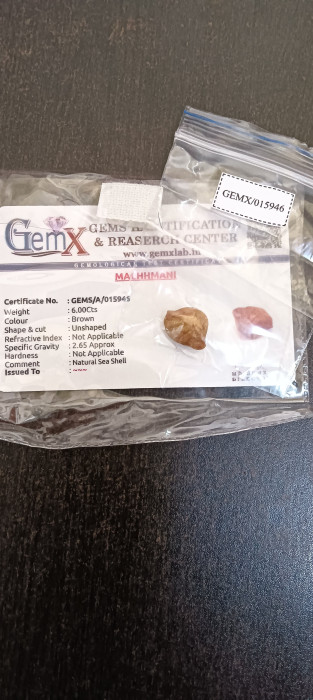 GEMX/015946
GemX GEMS & CERTIFICATION
& REASERCH CENTER
www.gemxlab.in
MACHHMANI
Certificate No. : GEMS/A/015945
Weight : 6.00Cts
Colour : Brown
Shape & cut : Unshaped
Refractive Index : Not Applicable
Specific Gravity : 2.65 Approx
Hardness : Not Applicable
Comment : Natural Sea Shell
Issued To : ~~~